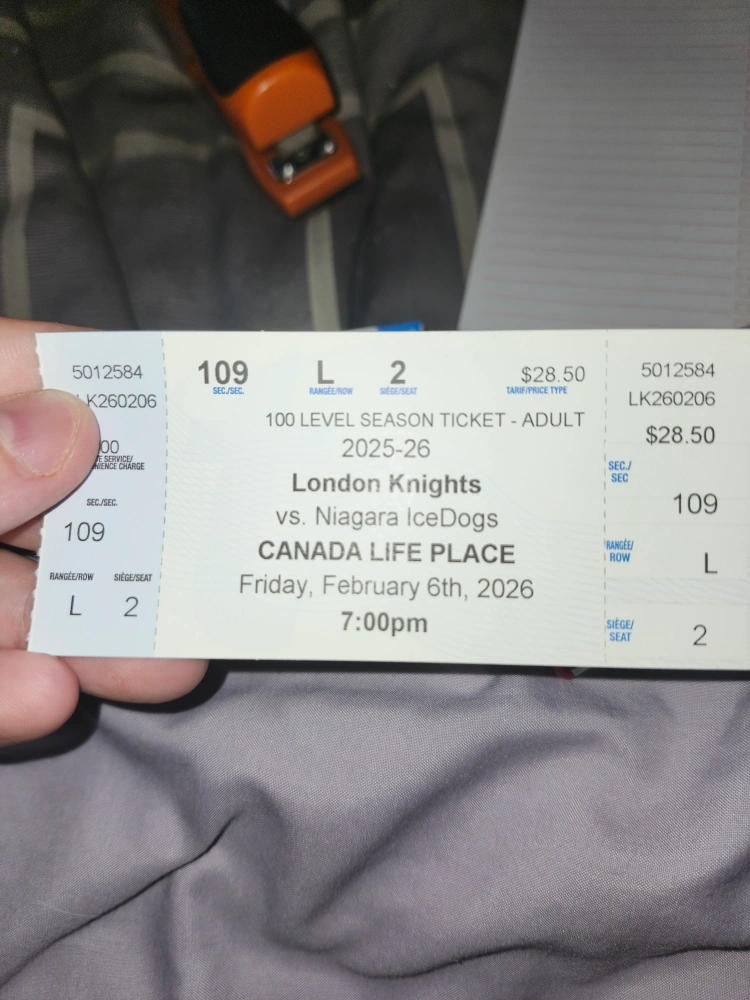 5012584
LK260206
00
E SERVICE/
NIENCE CHARGE
SEC./SEC.
109
RANGÉE/ROW SIÈGE/SEAT
L 2
109 L 2 $28.50
SEC./SEC. RANGÉE/ROW SIÈGE/SEAT TARIF/PRICE TYPE
100 LEVEL SEASON TICKET - ADULT
2025-26
London Knights
vs. Niagara IceDogs
CANADA LIFE PLACE
Friday, February 6th, 2026
7:00pm
5012584
LK260206
$28.50
SEC./
SEC
109
RANGÉE/
ROW
L
SIÈGE/
SEAT
2